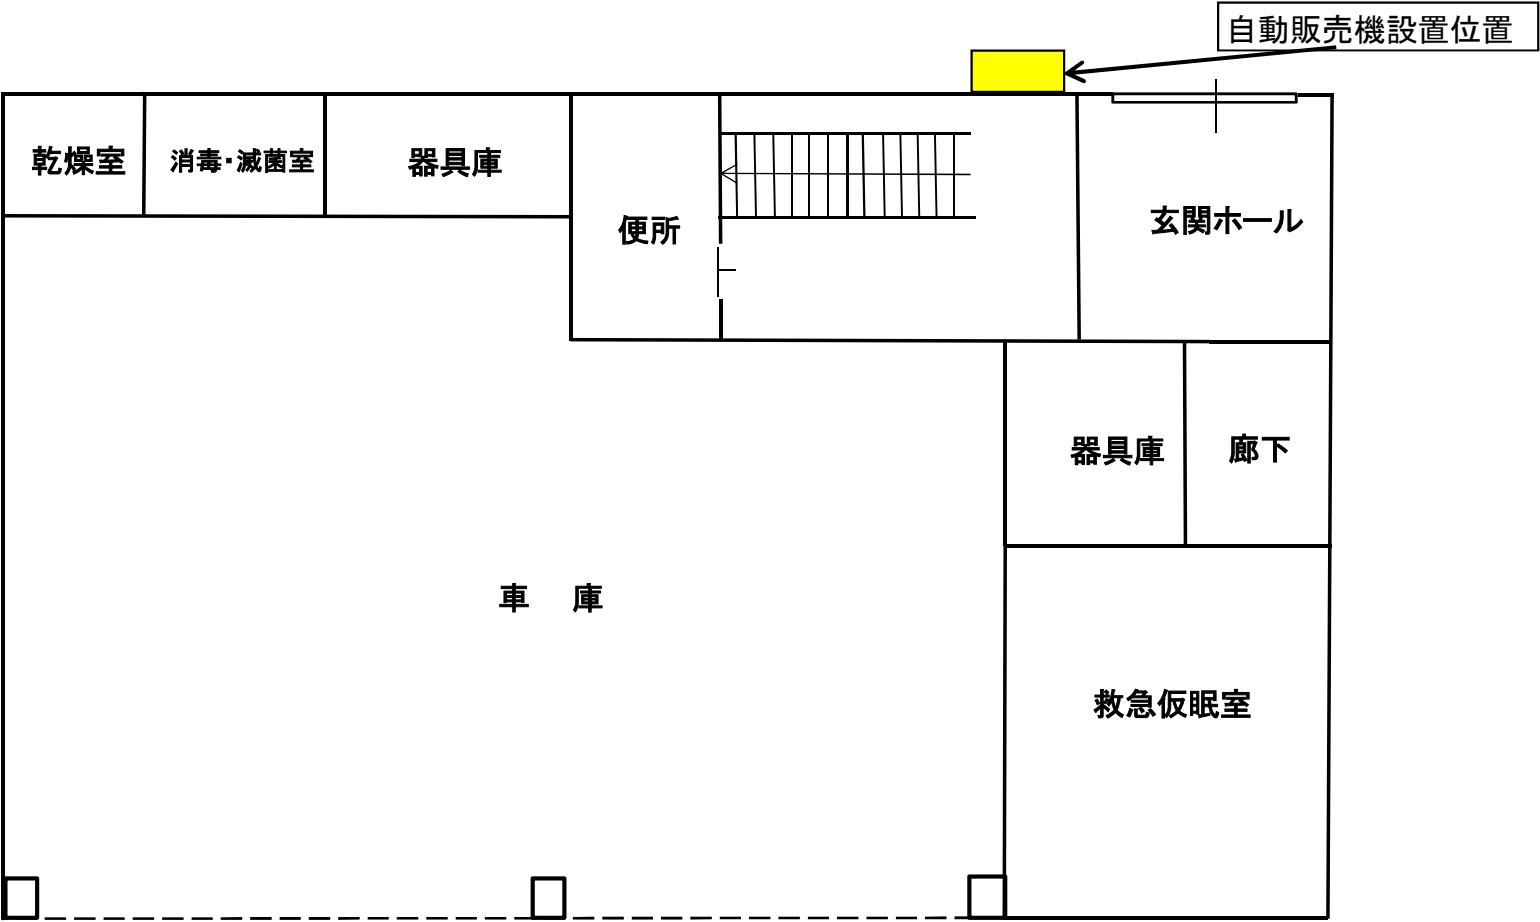 自動販売機設置位置
乾燥室
消毒・滅菌室
器具庫
便所
玄関ホール
器具庫
廊下
車　庫
救急仮眠室